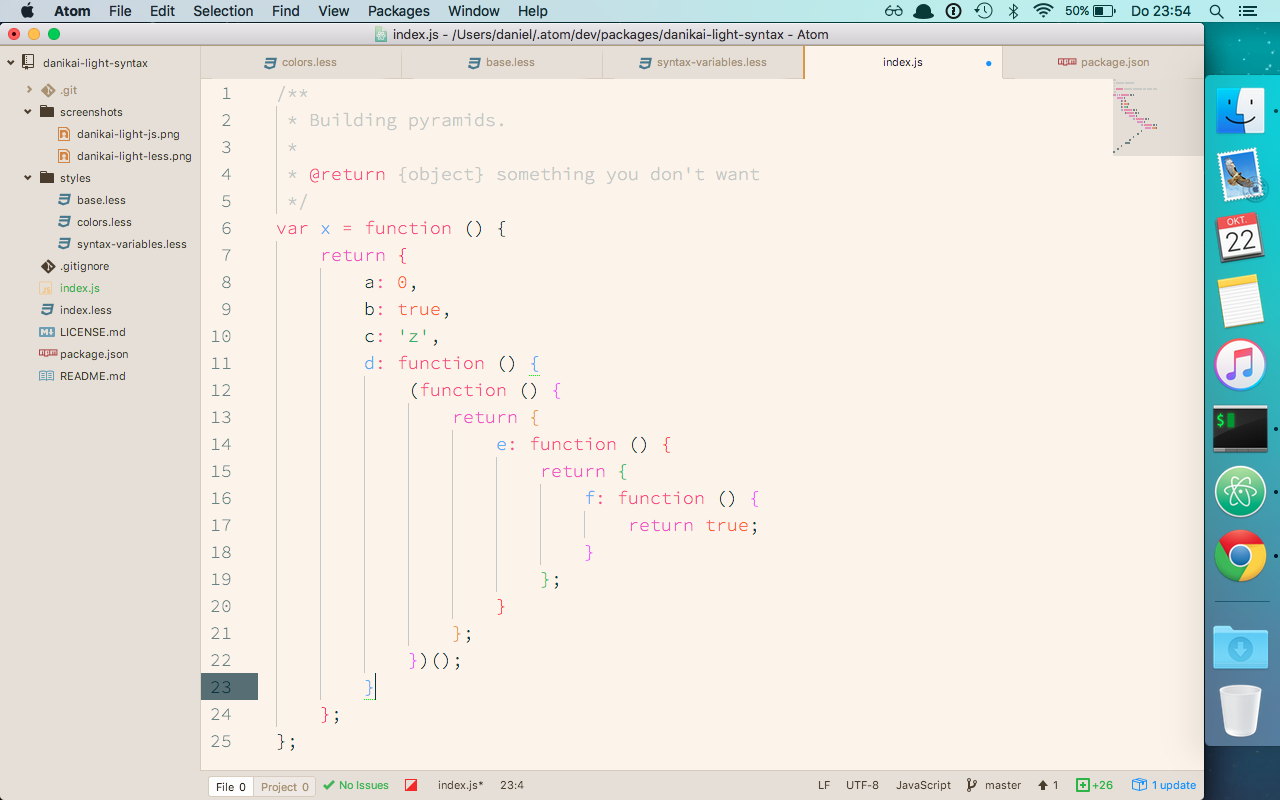 Atom File Edit Selection Find View Packages Window Help 50% Do 23:54
index.js - /Users/daniel/.atom/dev/packages/danikai-light-syntax - Atom
danikai-light-syntax
.git
screenshots
danikai-light-js.png
danikai-light-less.png
styles
base.less
colors.less
syntax-variables.less
.gitignore
index.js
index.less
LICENSE.md
package.json
README.md
colors.less base.less syntax-variables.less index.js package.json
1 /**
2  * Building pyramids.
3  *
4  * @return {object} something you don't want
5  */
6 var x = function () {
7     return {
8         a: 0,
9         b: true,
10         c: 'z',
11         d: function () {
12             (function () {
13                 return {
14                     e: function () {
15                         return {
16                             f: function () {
17                                 return true;
18                             }
19                         };
20                     }
21                 };
22             })();
23         }
24     };
25 };
File 0 Project 0 No Issues index.js* 23:4 LF UTF-8 JavaScript master 1 +26 1 update
OKT.
22
$